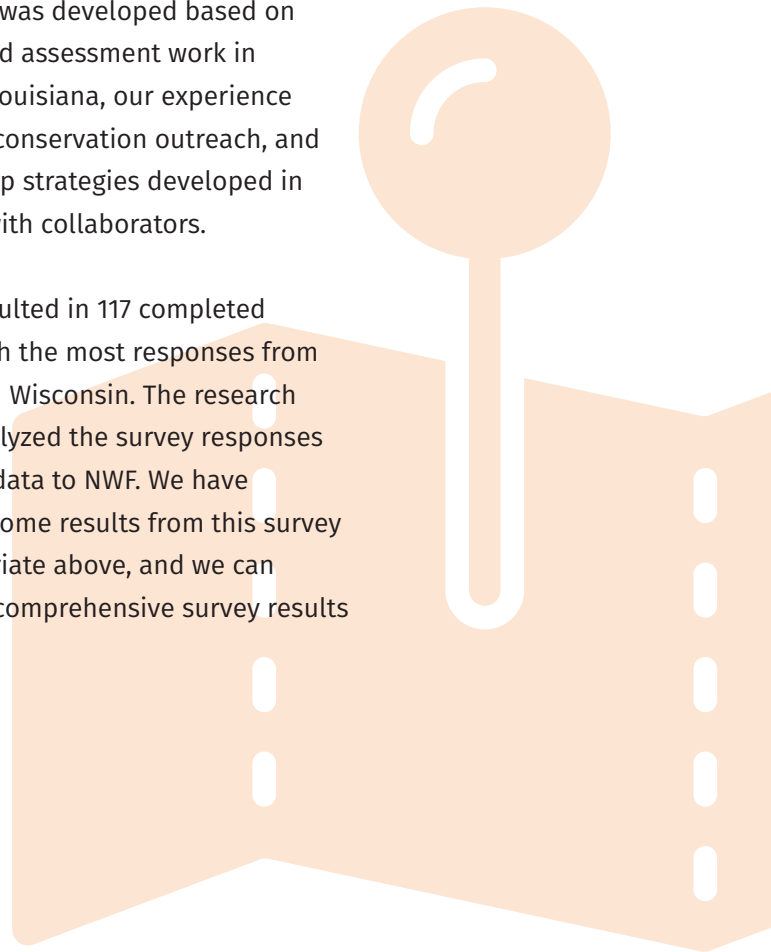 was developed based on
d assessment work in
ouisiana, our experience
conservation outreach, and
p strategies developed in
ith collaborators.
ulted in 117 completed
h the most responses from
Wisconsin. The research
lyzed the survey responses
data to NWF. We have
ome results from this survey
iate above, and we can
comprehensive survey results